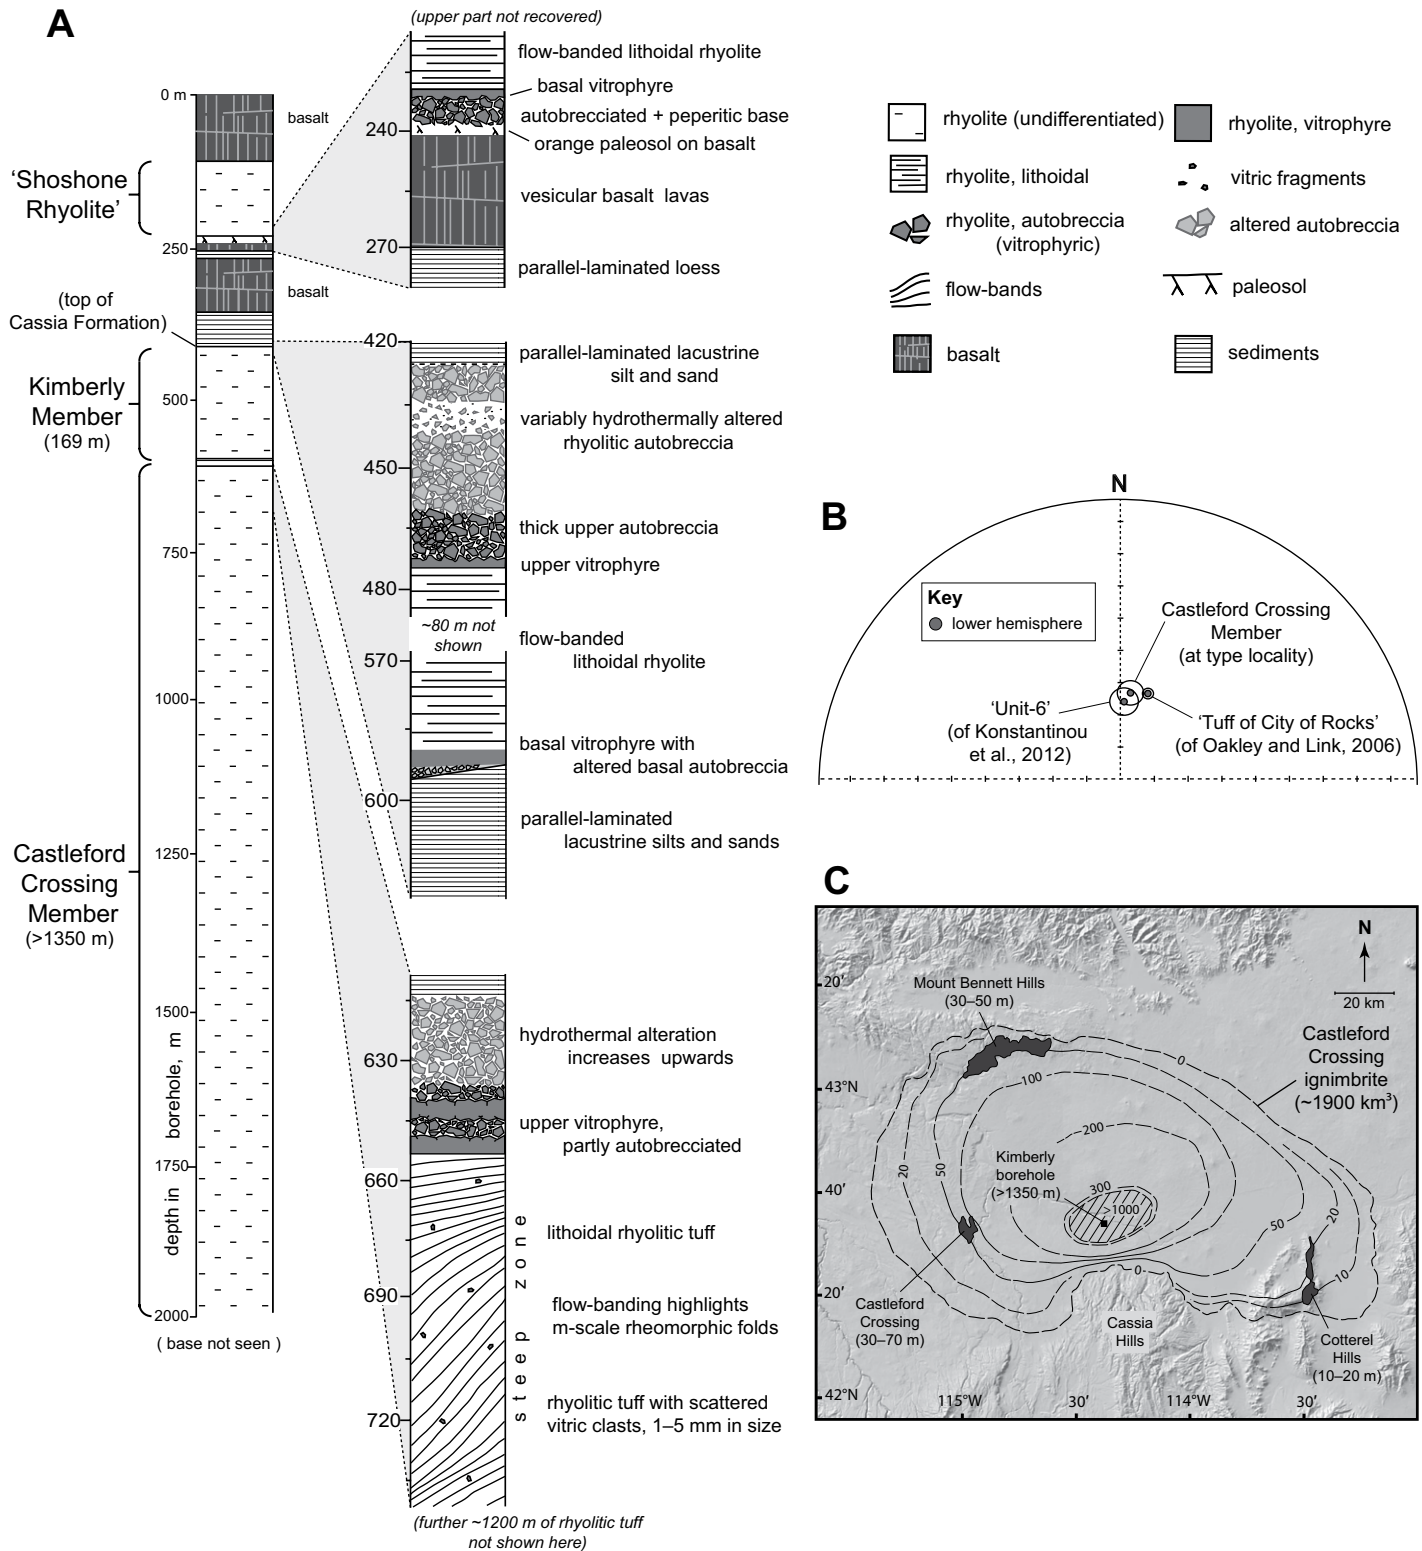 A
(upper part not recovered)
0 m
basalt
‘Shoshone
Rhyolite’
250
basalt
(top of
Cassia Formation)
Kimberly
Member
(169 m)
500
750
1000
Castleford
Crossing
Member
(>1350 m)
1250
1500
1750
2000
depth in borehole, m
( base not seen )
flow-banded lithoidal rhyolite
basal vitrophyre
autobrecciated + peperitic base
240
orange paleosol on basalt
vesicular basalt lavas
270
parallel-laminated loess
420
parallel-laminated lacustrine
silt and sand
variably hydrothermally altered
rhyolitic autobreccia
450
thick upper autobreccia
upper vitrophyre
480
~80 m not
shown
flow-banded
lithoidal rhyolite
570
basal vitrophyre with
altered basal autobreccia
600
parallel-laminated
lacustrine silts and sands
hydrothermal alteration
increases upwards
630
upper vitrophyre,
partly autobrecciated
660
lithoidal rhyolitic tuff
690
flow-banding highlights
m-scale rheomorphic folds
steep zone
rhyolitic tuff with scattered
vitric clasts, 1–5 mm in size
720
(further ~1200 m of rhyolitic tuff
not shown here)
rhyolite (undifferentiated)
rhyolite, vitrophyre
rhyolite, lithoidal
vitric fragments
rhyolite, autobreccia
(vitrophyric)
altered autobreccia
flow-bands
paleosol
basalt
sediments
B
N
Key
lower hemisphere
Castleford Crossing
Member
(at type locality)
‘Unit-6’
(of Konstantinou
et al., 2012)
‘Tuff of City of Rocks’
(of Oakley and Link, 2006)
C
N
20 km
20′
43°N
40′
20′
42°N
115°W
30′
114°W
30′
Mount Bennett Hills
(30–50 m)
Castleford
Crossing
ignimbrite
(~1900 km³)
0
100
200
Kimberly
borehole
(>1350 m)
300
>1000
20
50
50
20
10
0
Castleford
Crossing
(30–70 m)
Cassia
Hills
Cotterel
Hills
(10–20 m)